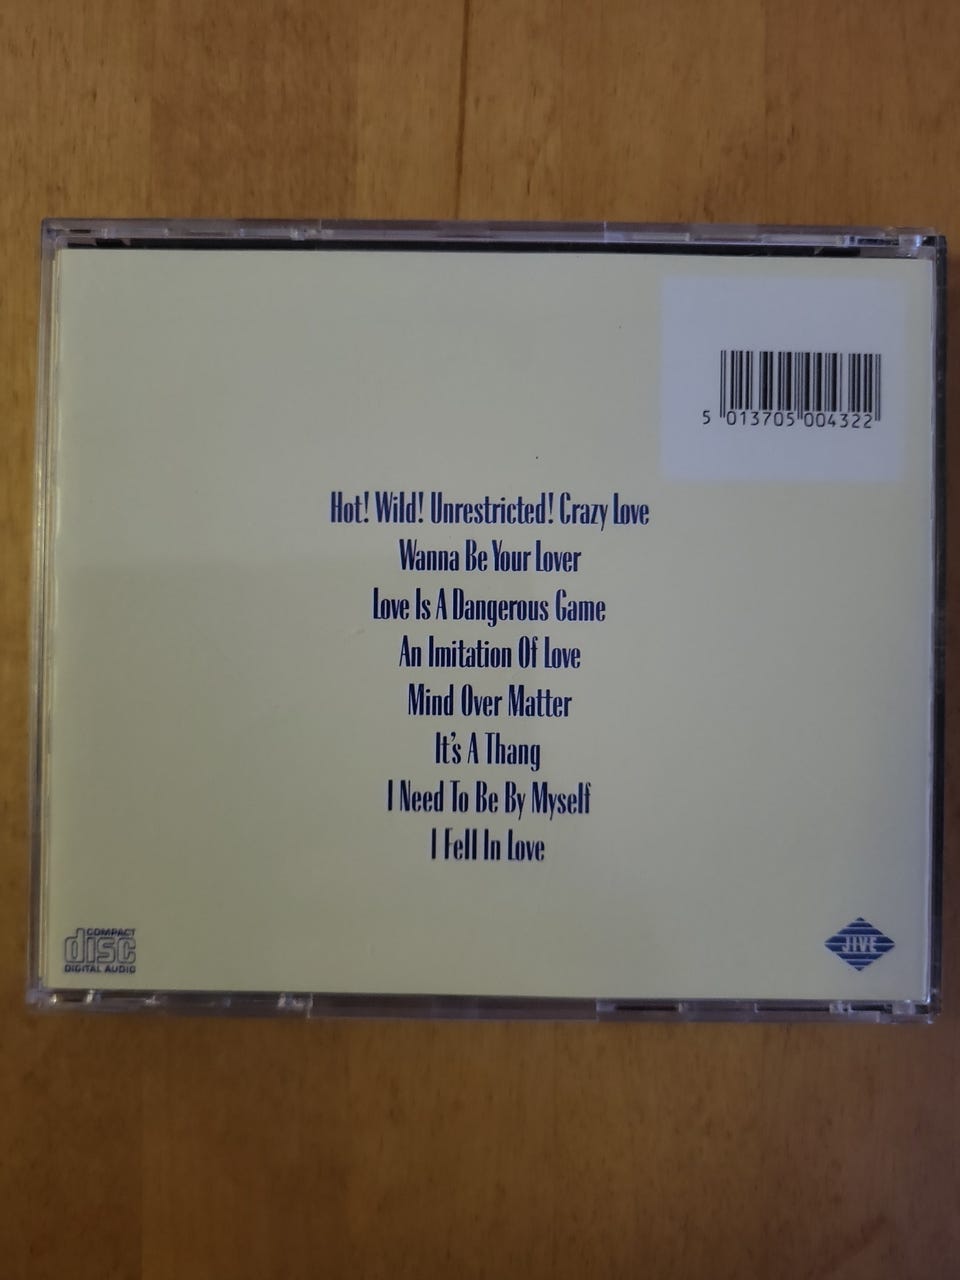 5 013705 004322
Hot! Wild! Unrestricted! Crazy Love
Wanna Be Your Lover
Love Is A Dangerous Game
An Imitation Of Love
Mind Over Matter
It's A Thang
I Need To Be By Myself
I Fell In Love
COMPACT
disc
DIGITAL AUDIO
JIVE